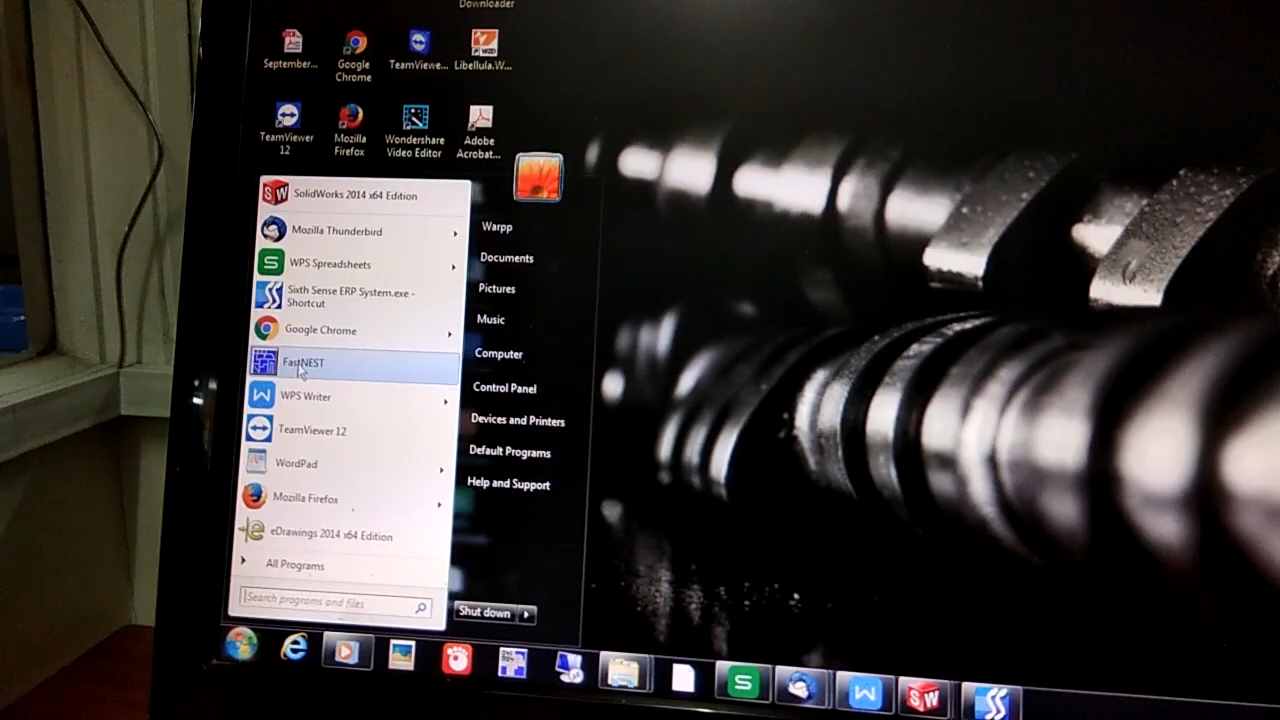 Downloader
September...
Google
Chrome
TeamViewe...
Libellula.W...
TeamViewer
12
Mozilla
Firefox
Wondershare
Video Editor
Adobe
Acrobat...
SolidWorks 2014 x64 Edition
Mozilla Thunderbird
WPS Spreadsheets
Sixth Sense ERP System.exe -
Shortcut
Google Chrome
FastNEST
WPS Writer
TeamViewer 12
WordPad
Mozilla Firefox
eDrawings 2014 x64 Edition
All Programs
Search programs and files
Warpp
Documents
Pictures
Music
Computer
Control Panel
Devices and Printers
Default Programs
Help and Support
Shut down